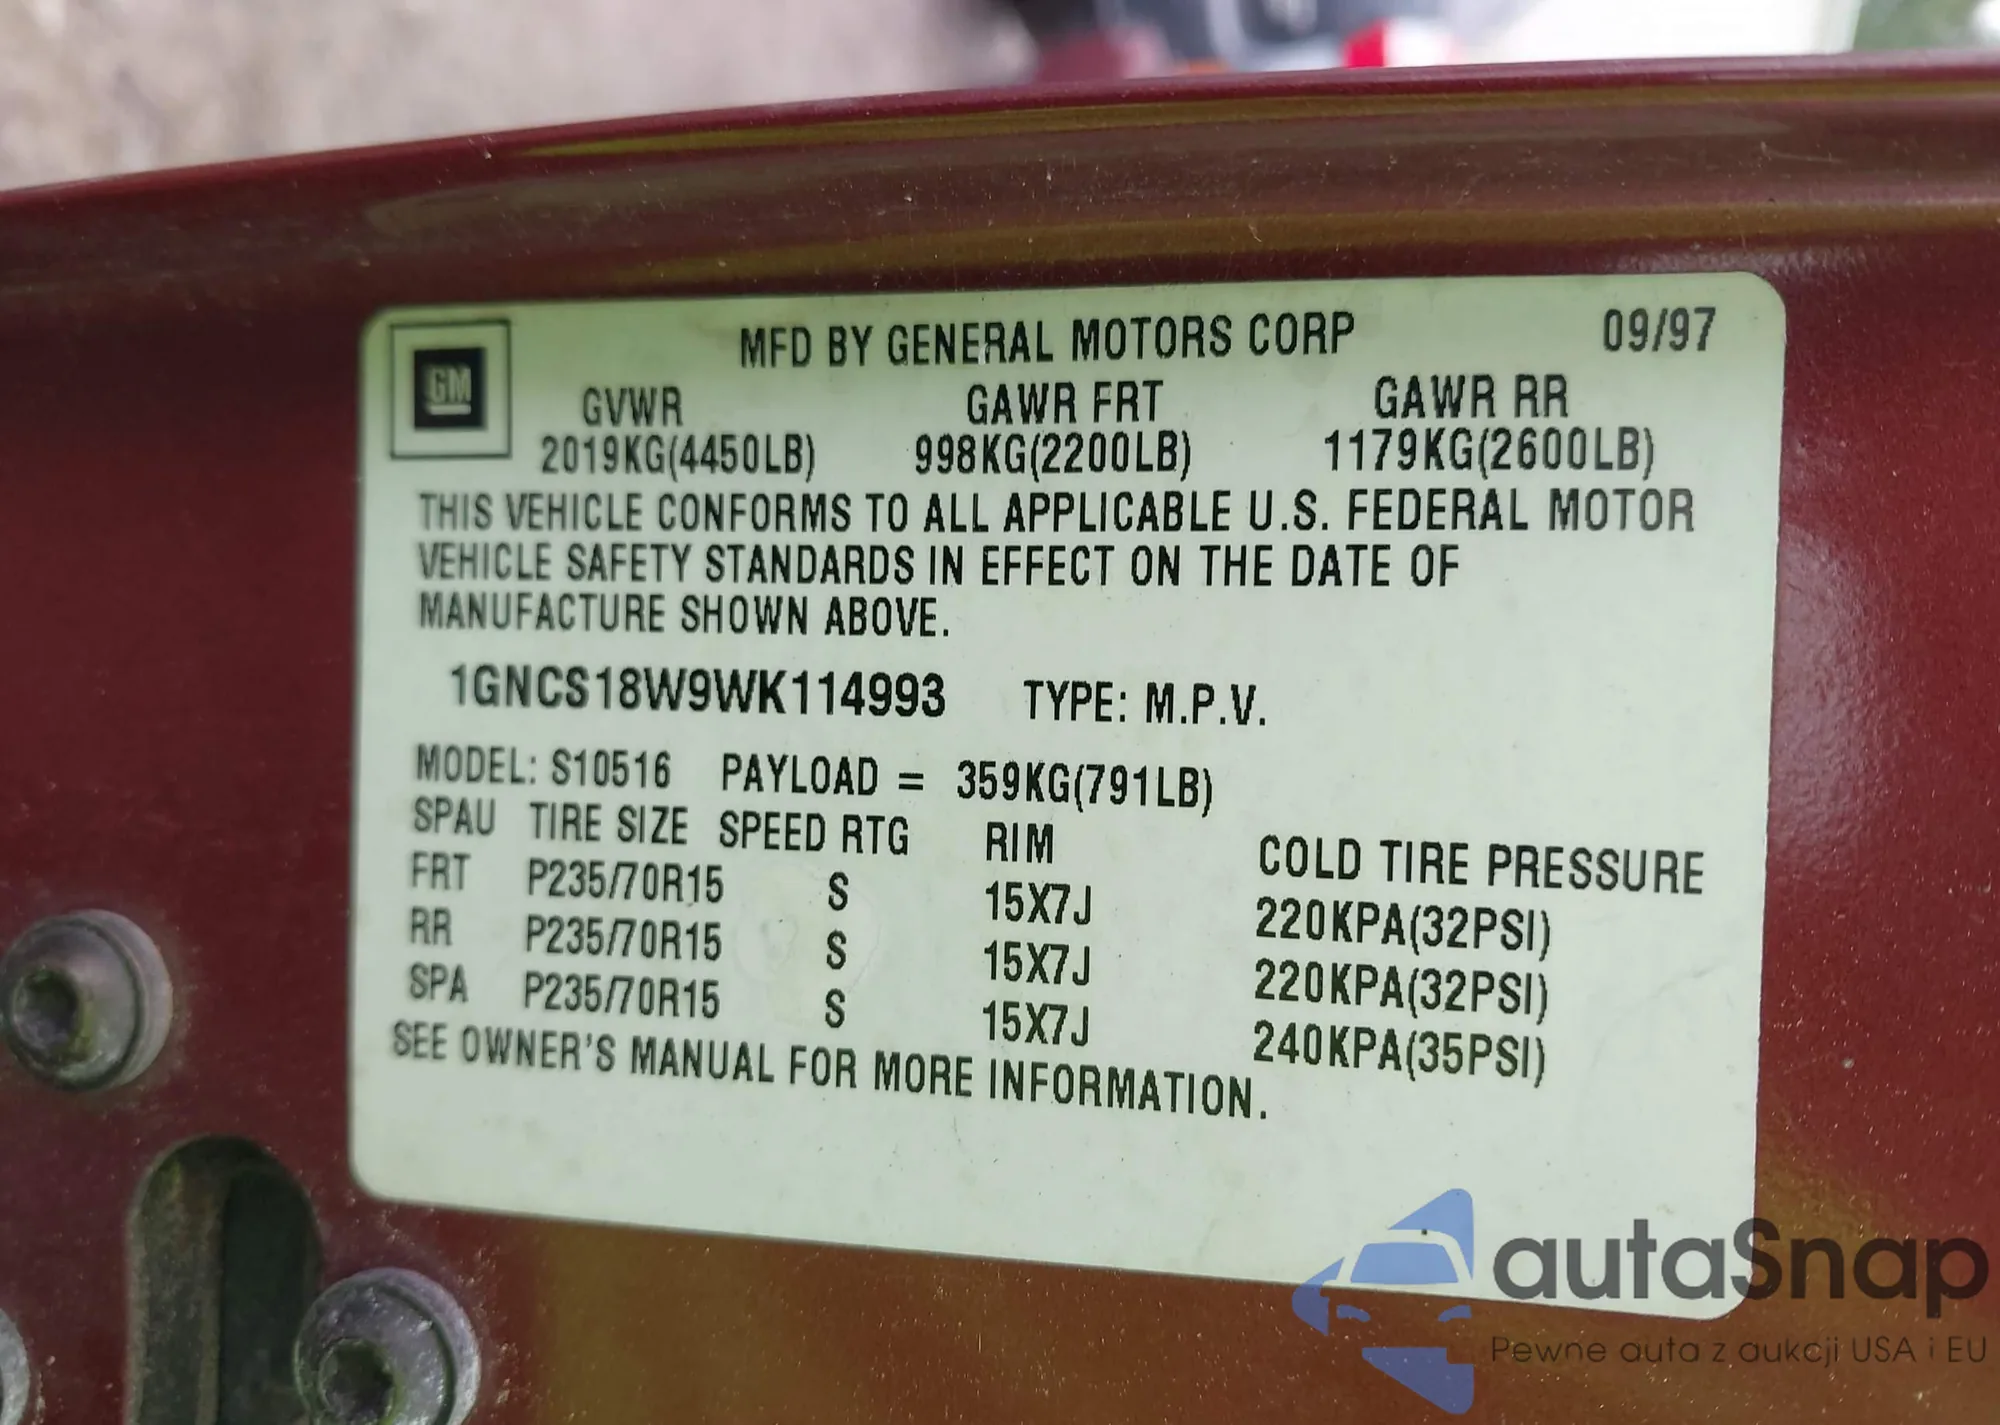 MFD BY GENERAL MOTORS CORP 09/97
GM
GVWR GAWR FRT GAWR RR
2019KG(4450LB) 998KG(2200LB) 1179KG(2600LB)
THIS VEHICLE CONFORMS TO ALL APPLICABLE U.S. FEDERAL MOTOR
VEHICLE SAFETY STANDARDS IN EFFECT ON THE DATE OF
MANUFACTURE SHOWN ABOVE.
1GNCS18W9WK114993 TYPE: M.P.V.
MODEL: S10516 PAYLOAD = 359KG(791LB)
SPAU TIRE SIZE SPEED RTG RIM COLD TIRE PRESSURE
FRT P235/70R15 S 15X7J 220KPA(32PSI)
RR P235/70R15 S 15X7J 220KPA(32PSI)
SPA P235/70R15 S 15X7J 240KPA(35PSI)
SEE OWNER'S MANUAL FOR MORE INFORMATION.
autaSnap
Pewne auta z aukcji USA i EU